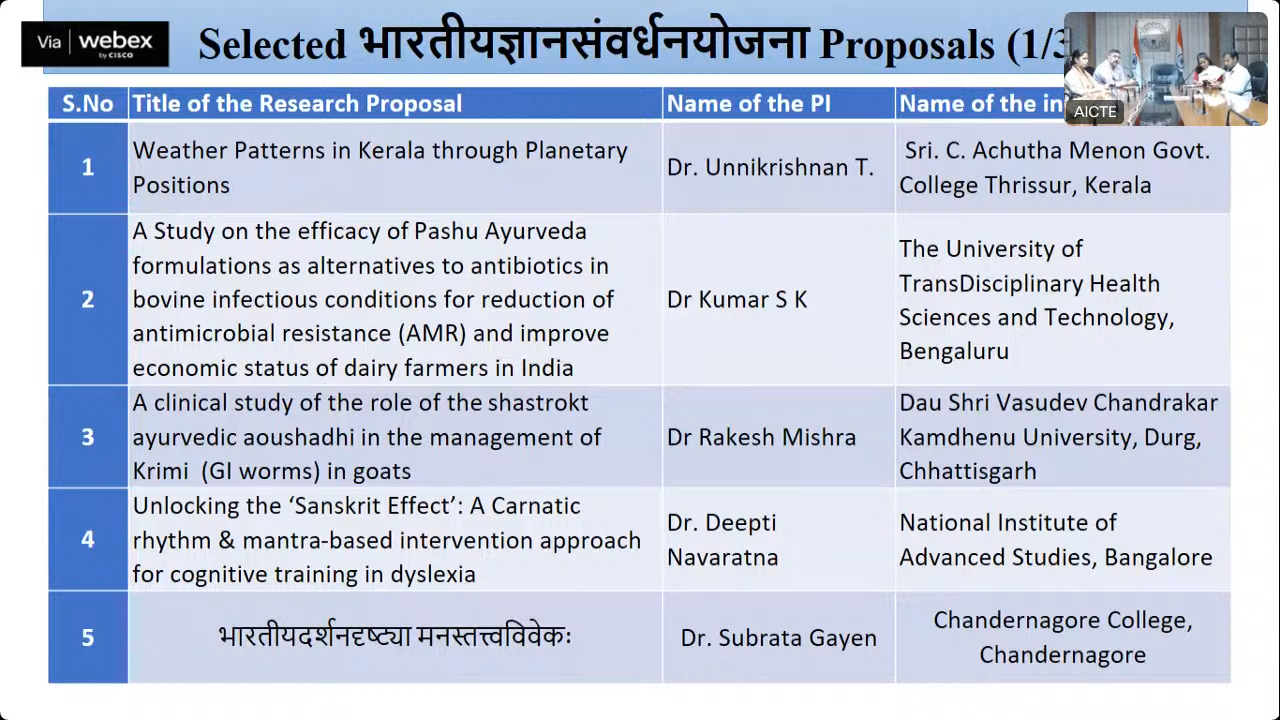 Via webex
by CISCO
Selected भारतीयज्ञानसंवर्धनयोजना Proposals (1/3
AICTE
S.No Title of the Research Proposal Name of the PI Name of the in
1 Weather Patterns in Kerala through Planetary Positions Dr. Unnikrishnan T. Sri. C. Achutha Menon Govt. College Thrissur, Kerala
2 A Study on the efficacy of Pashu Ayurveda formulations as alternatives to antibiotics in bovine infectious conditions for reduction of antimicrobial resistance (AMR) and improve economic status of dairy farmers in India Dr Kumar S K The University of TransDisciplinary Health Sciences and Technology, Bengaluru
3 A clinical study of the role of the shastrokt ayurvedic aoushadhi in the management of Krimi (GI worms) in goats Dr Rakesh Mishra Dau Shri Vasudev Chandrakar Kamdhenu University, Durg, Chhattisgarh
4 Unlocking the ‘Sanskrit Effect’: A Carnatic rhythm & mantra-based intervention approach for cognitive training in dyslexia Dr. Deepti Navaratna National Institute of Advanced Studies, Bangalore
5 भारतीयदर्शनदृष्ट्या मनस्तत्त्वविवेकः Dr. Subrata Gayen Chandernagore College, Chandernagore